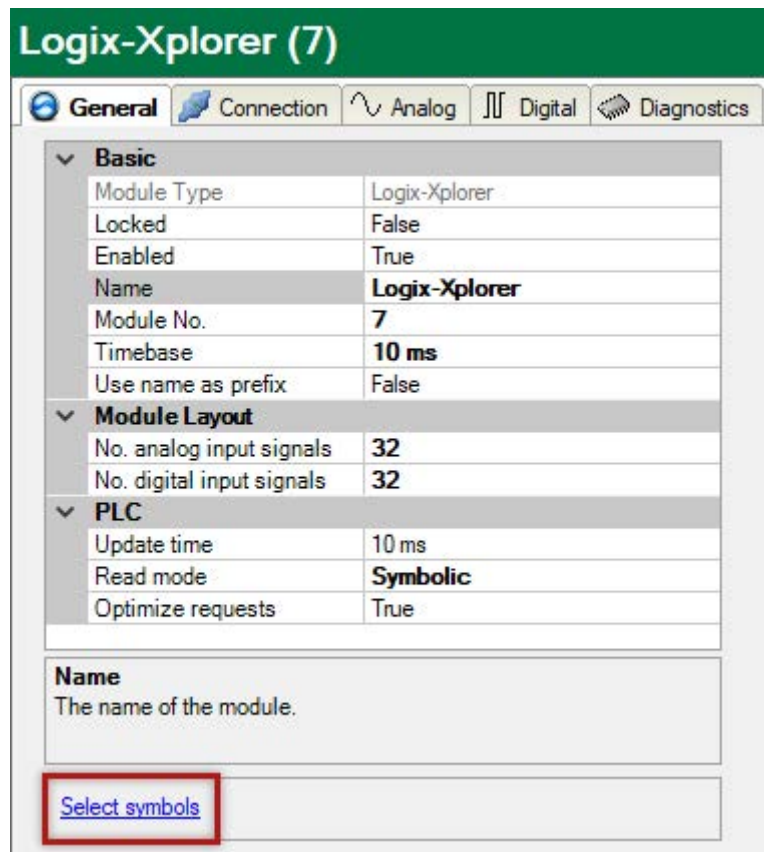 Logix-Xplorer (7)
General Connection Analog Digital Diagnostics
Basic
Module Type Logix-Xplorer
Locked False
Enabled True
Name Logix-Xplorer
Module No. 7
Timebase 10 ms
Use name as prefix False
Module Layout
No. analog input signals 32
No. digital input signals 32
PLC
Update time 10 ms
Read mode Symbolic
Optimize requests True
Name
The name of the module.
Select symbols